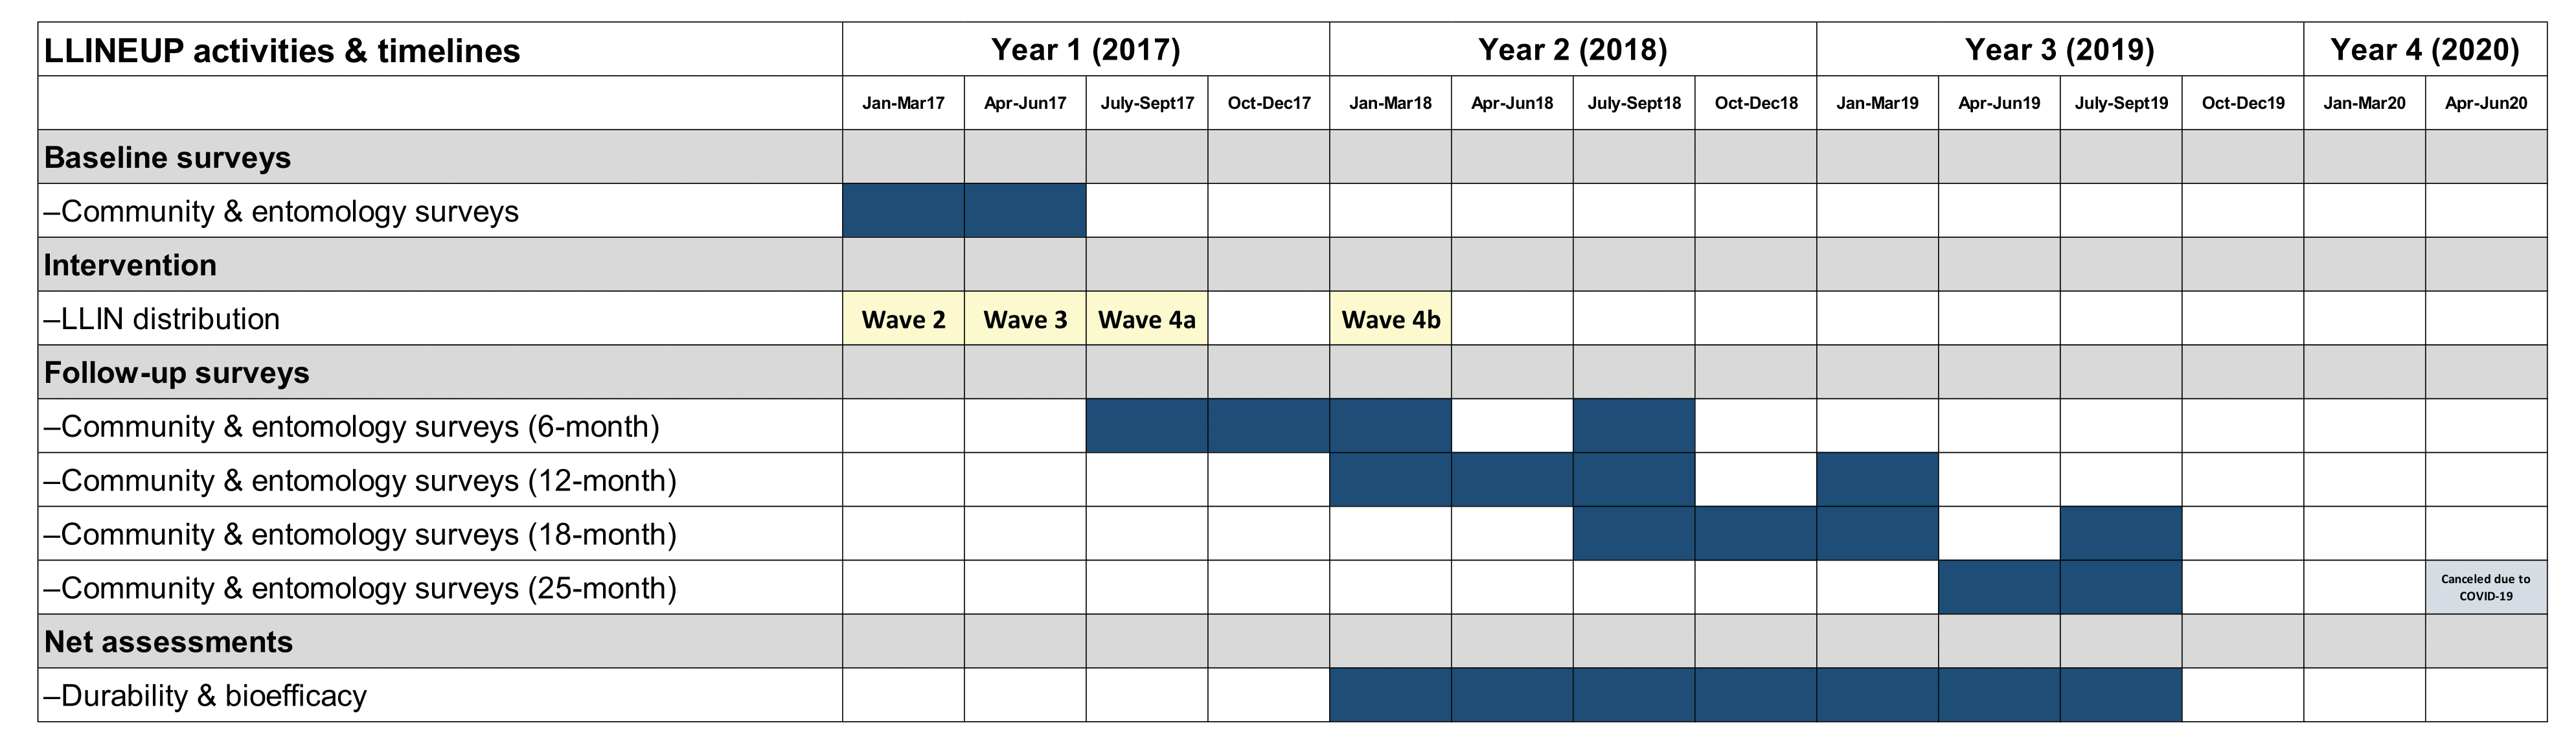 LLINEUP activities & timelines Year 1 (2017) Year 2 (2018) Year 3 (2019) Year 4 (2020)
Jan-Mar17 Apr-Jun17 July-Sept17 Oct-Dec17 Jan-Mar18 Apr-Jun18 July-Sept18 Oct-Dec18 Jan-Mar19 Apr-Jun19 July-Sept19 Oct-Dec19 Jan-Mar20 Apr-Jun20
Baseline surveys
–Community & entomology surveys
Intervention
–LLIN distribution Wave 2 Wave 3 Wave 4a Wave 4b
Follow-up surveys
–Community & entomology surveys (6-month)
–Community & entomology surveys (12-month)
–Community & entomology surveys (18-month)
–Community & entomology surveys (25-month) Canceled due to
COVID-19
Net assessments
–Durability & bioefficacy